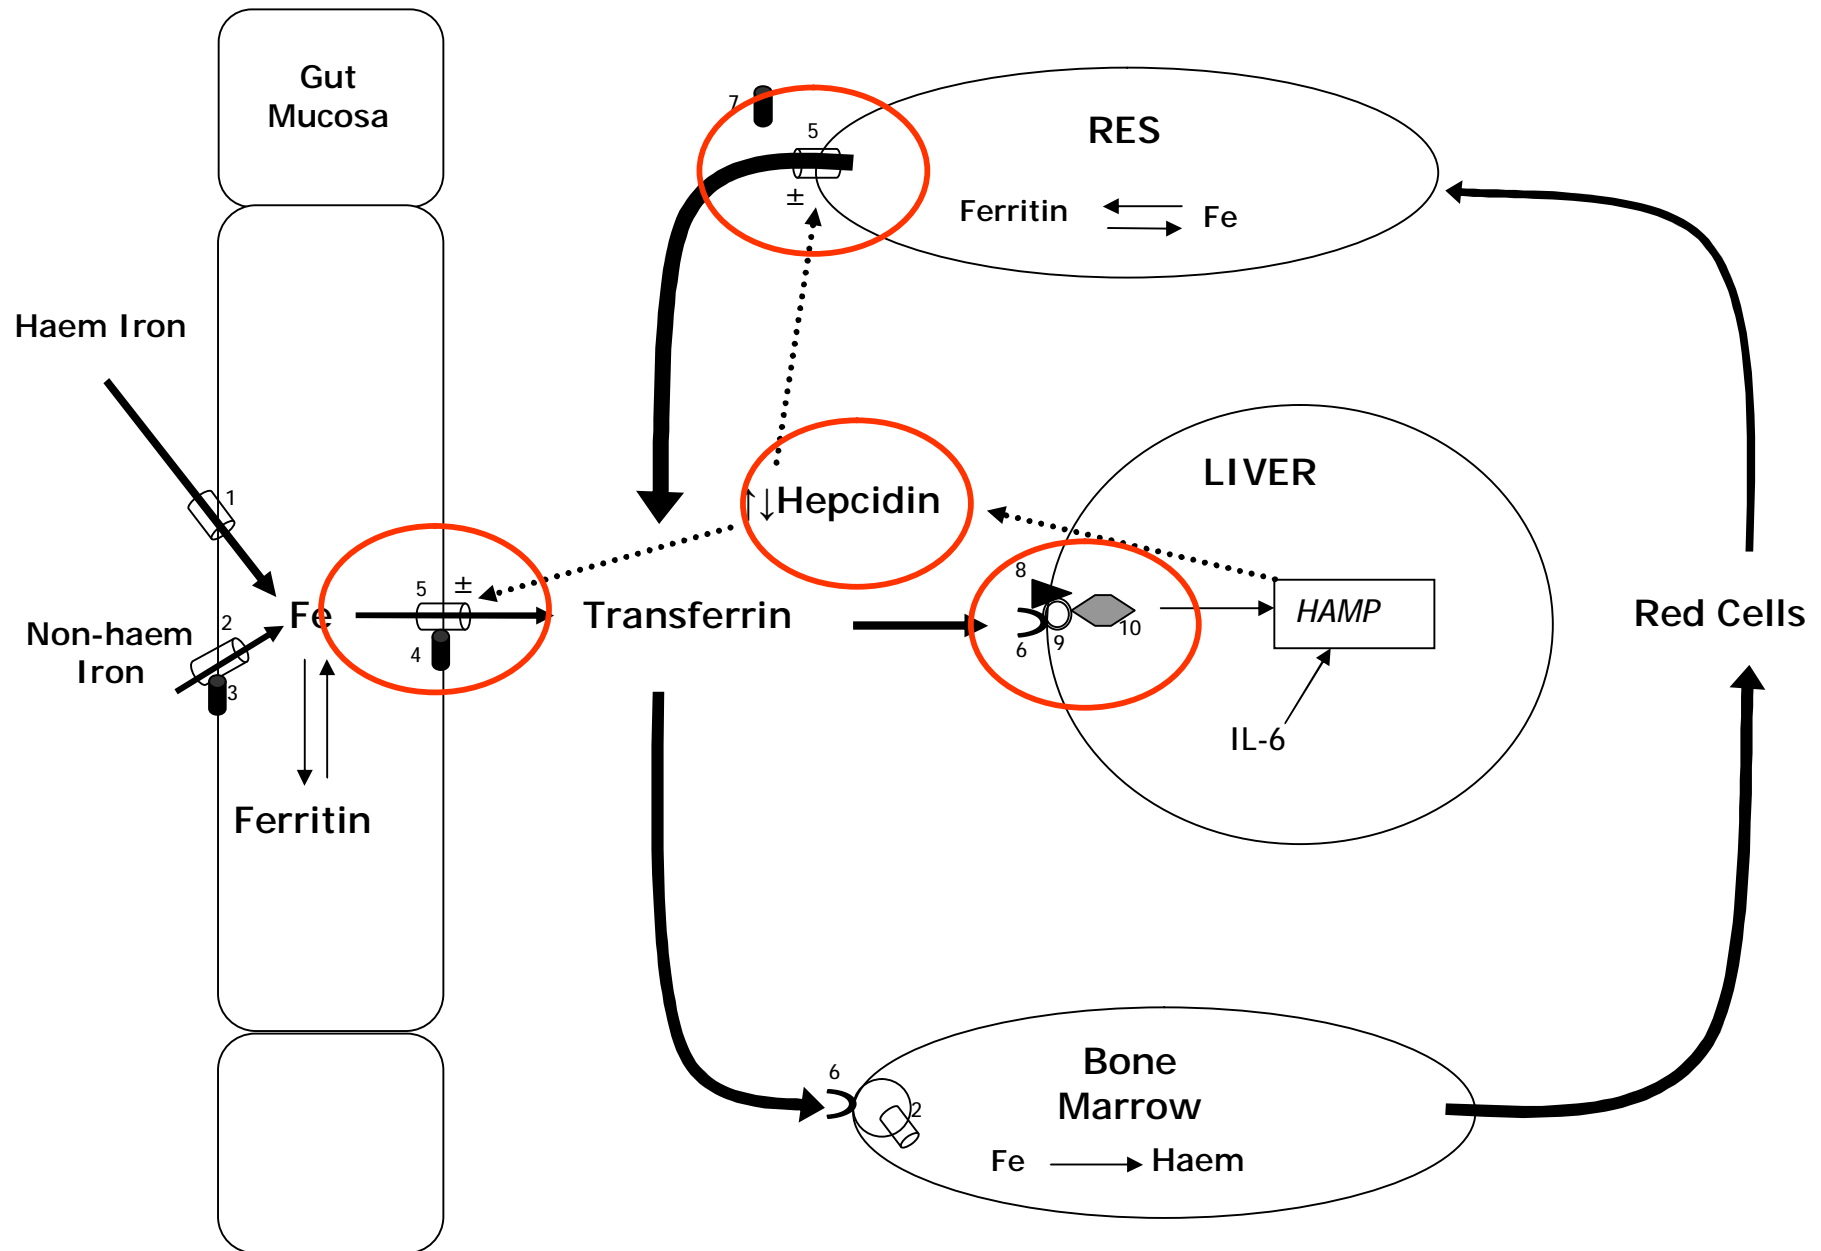 Gut
Mucosa
7
5
±
RES
Ferritin
Fe
Haem Iron
1
↑↓Hepcidin
LIVER
Non-haem
Iron
2
3
Fe
5
±
4
Transferrin
8
6
9
10
HAMP
IL-6
Red Cells
Ferritin
6
2
Bone
Marrow
Fe
Haem